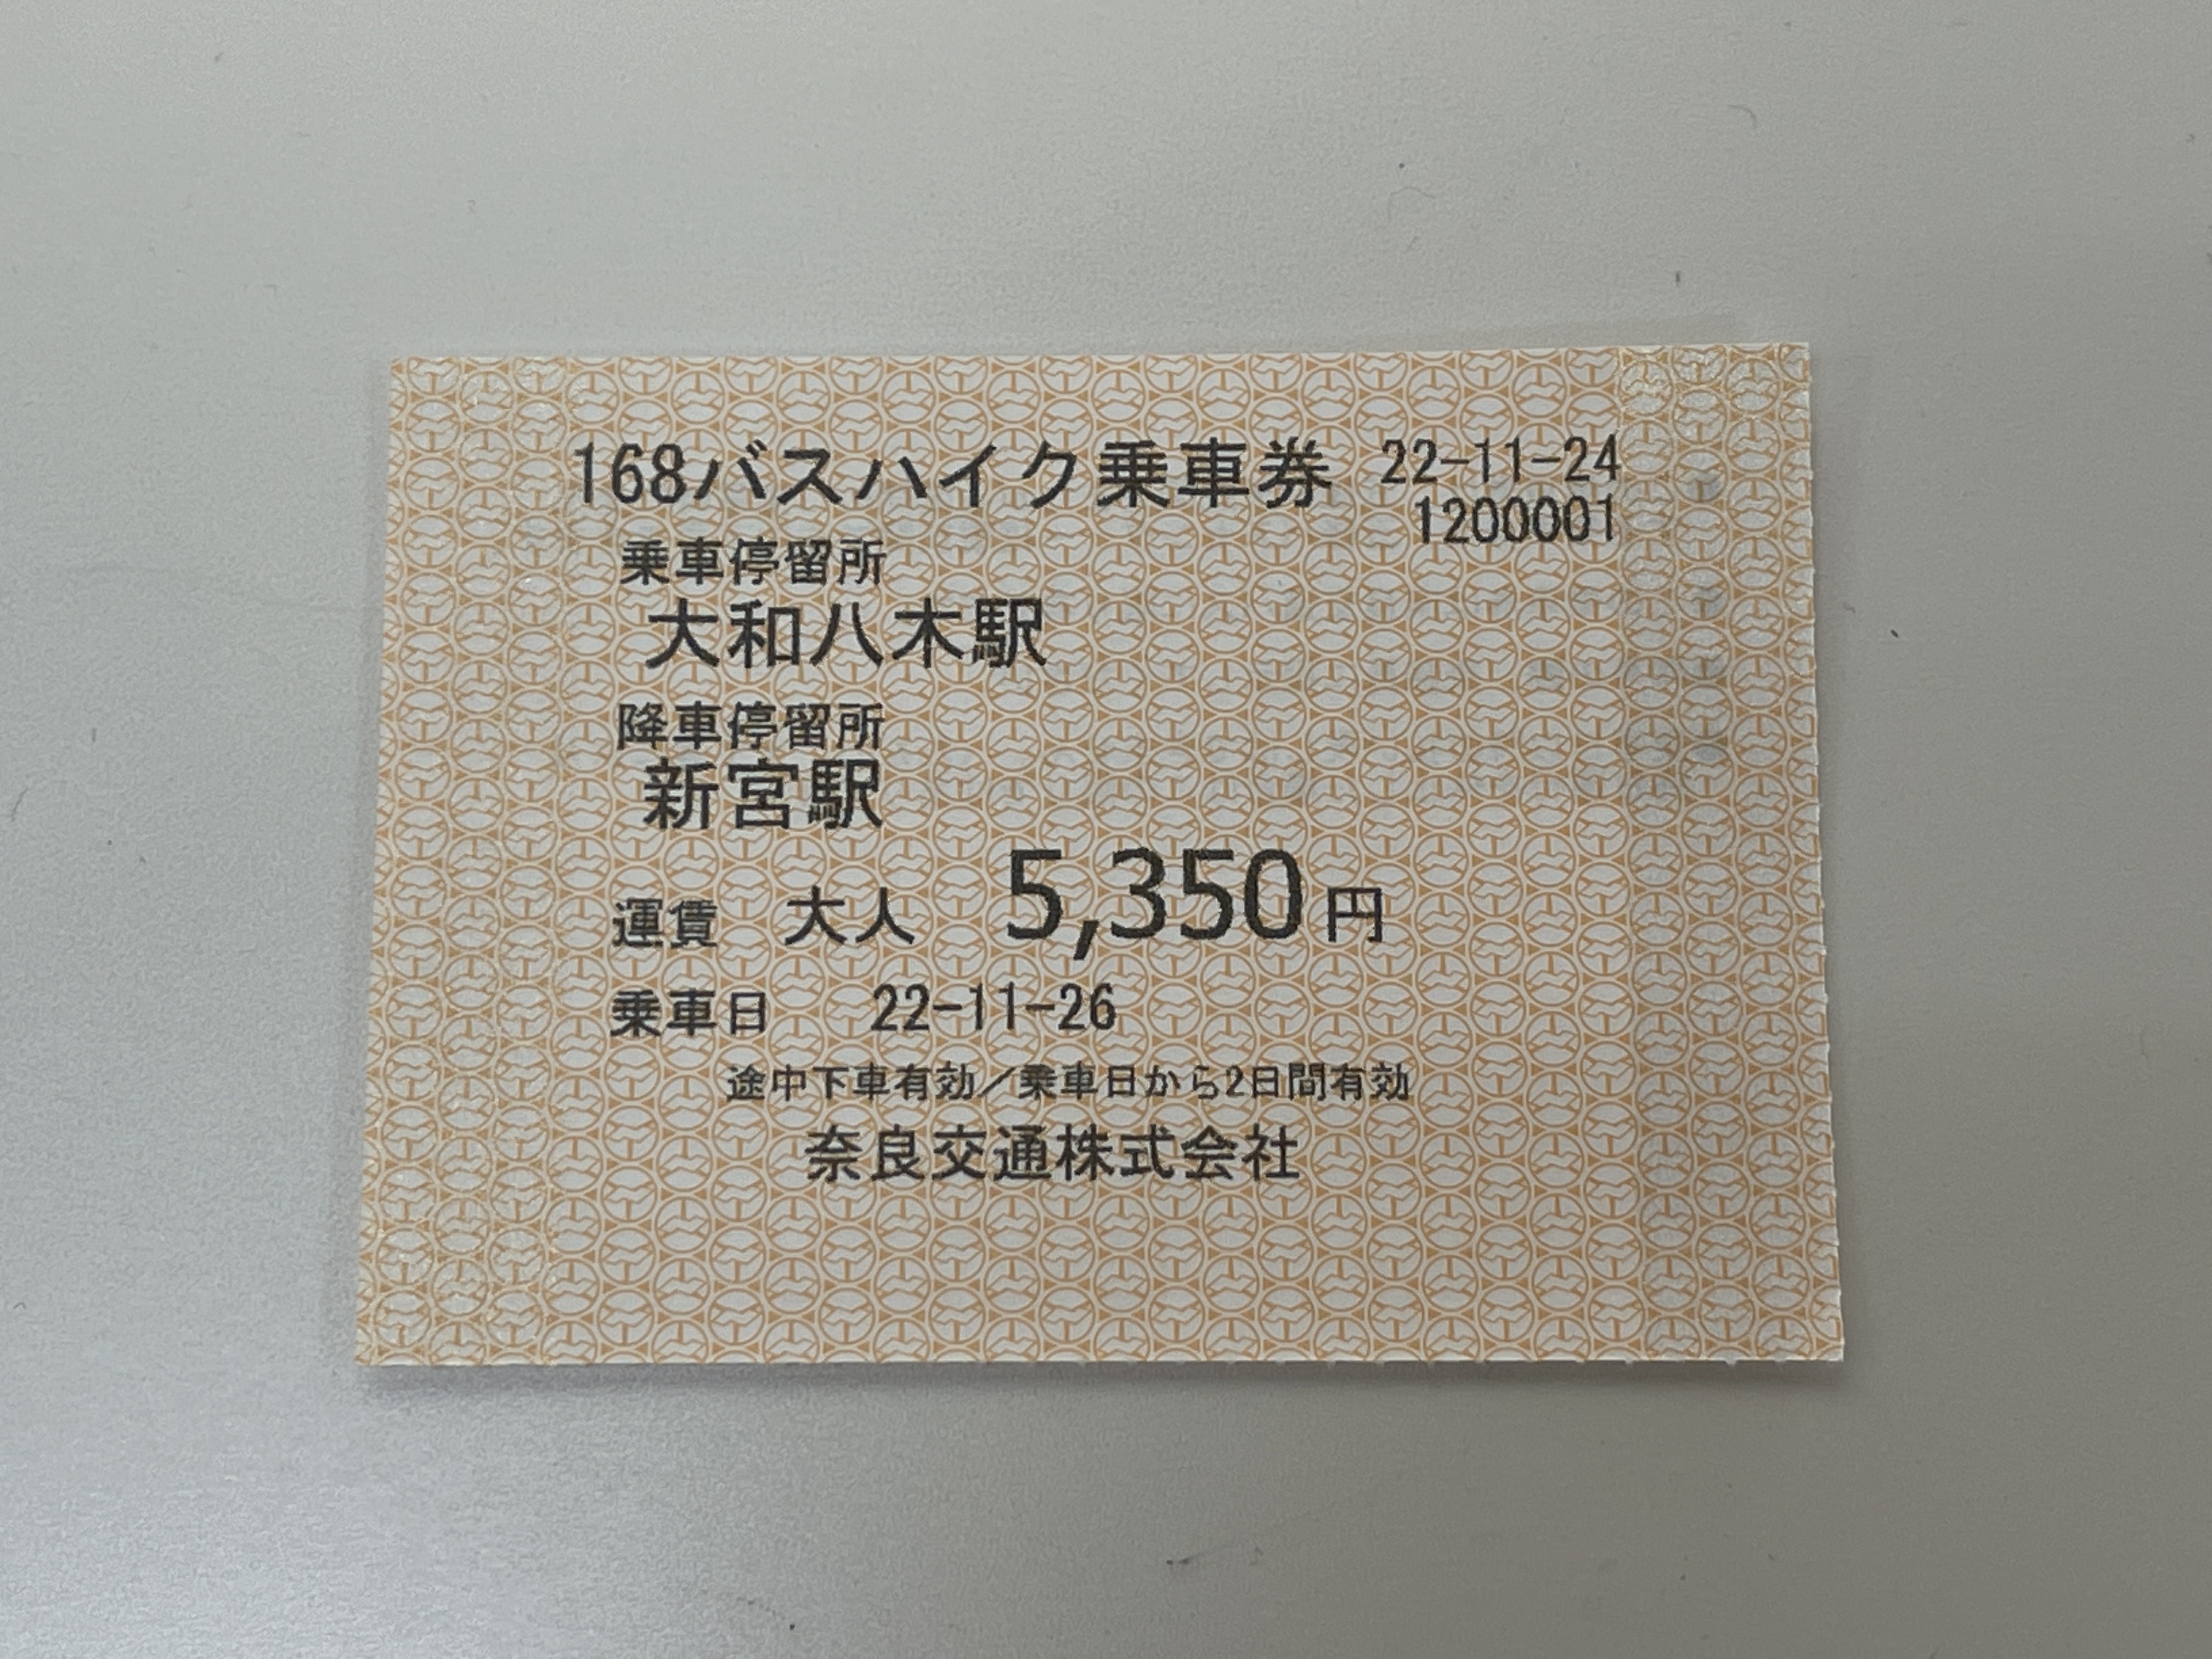 168バスハイク乗車券 22-11-24
1200001
乗車停留所
大和八木駅
降車停留所
新宮駅
運賃 大人 5,350円
乗車日 22-11-26
途中下車有効／乗車日から2日間有効
奈良交通株式会社